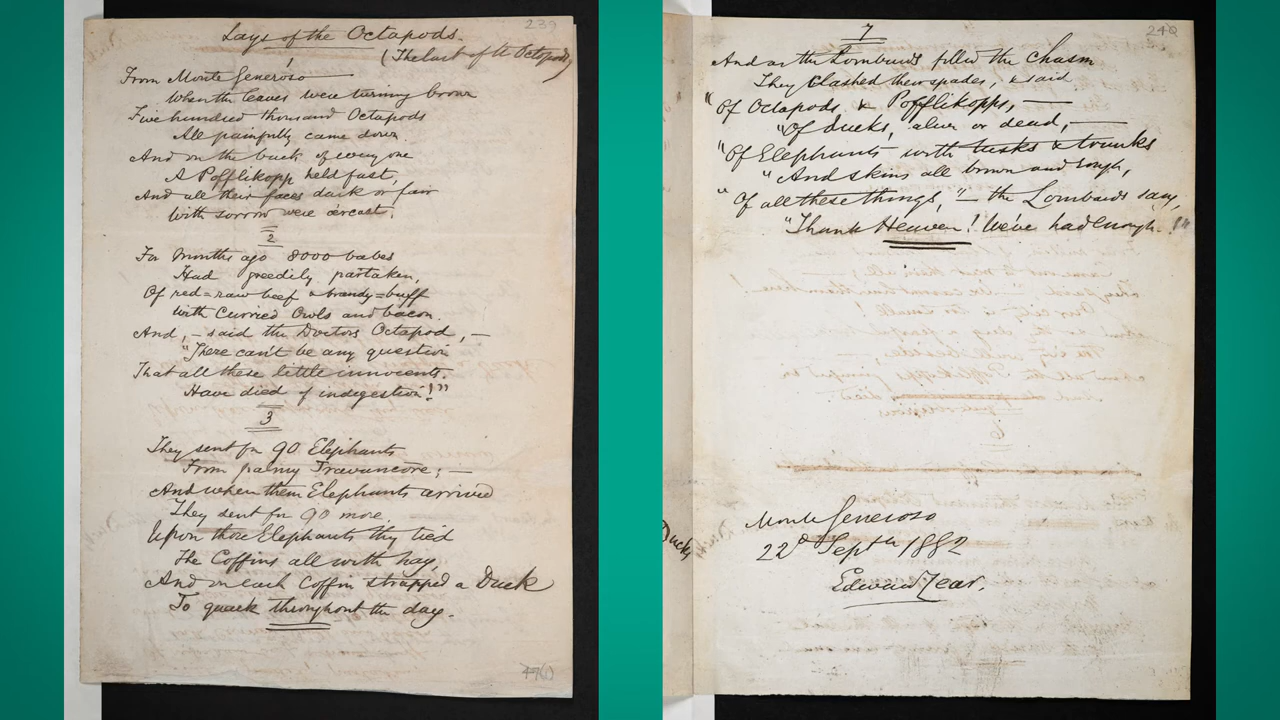 239
Lays of the Octapods.
(The last of the Octopods)
1
From Monte Generoso
When the leaves were turning brown
Five hundred thousand Octapods
All painfully came down.
And on the back of everyone
A Pofflikopp held fast,
And all their faces dark or fair
With sorrow were o'ercast.
2
For months ago 8000 babes
Had greedily partaken,
Of red=raw beef & brandy=buff
with Curried Owls and bacon.
And, — said the Doctors Octapod, —
"There can't be any question
That all these little innocents,
Have died of indigestion!"
3
They sent for 90 Elephants
From palmy Travancore; —
And when them Elephants arrived
They sent for 90 more.
Upon those Elephants they tied
The Coffins all with hay,
And on each Coffin strapped a Duck
To quack throughout the day.
47(1)
240
7
And as the Lombards filled the chasm
They clashed their spades, & said
"Of Octapods, & Pofflikopps, —
"Of ducks, alive or dead, —
"Of Elephants with tusks & trunks
"And skins all brown and rough,
"Of all these things," — the Lombards say,
"Thank Heaven! We've had enough.!"
Ducks
Monte Generoso
22d Septr 1882
Edward Lear.